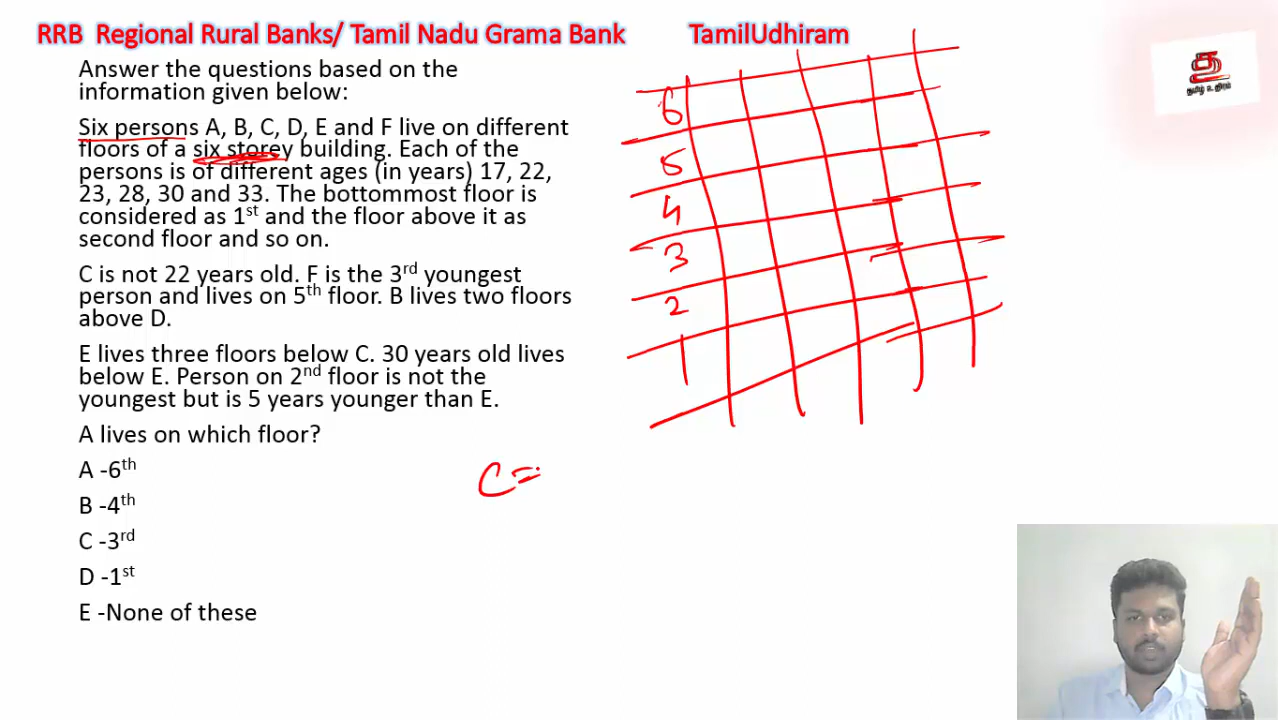 RRB Regional Rural Banks/ Tamil Nadu Grama Bank TamilUdhiram
Answer the questions based on the
information given below:
Six persons A, B, C, D, E and F live on different
floors of a six storey building. Each of the
persons is of different ages (in years) 17, 22,
23, 28, 30 and 33. The bottommost floor is
considered as 1st and the floor above it as
second floor and so on.
C is not 22 years old. F is the 3rd youngest
person and lives on 5th floor. B lives two floors
above D.
E lives three floors below C. 30 years old lives
below E. Person on 2nd floor is not the
youngest but is 5 years younger than E.
A lives on which floor?
A -6th
B -4th
C -3rd
D -1st
E -None of these
6
5
4
3
2
1
C=
த
தமிழ் உதிரம்